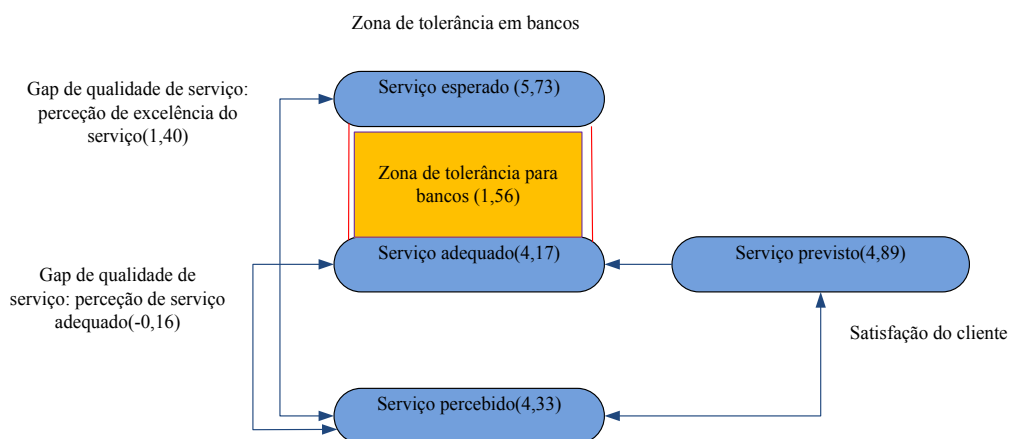 Zona de tolerância em bancos
Gap de qualidade de serviço:
perceção de excelência do
serviço(1,40)
Serviço esperado (5,73)
Zona de tolerância para
bancos (1,56)
Serviço adequado(4,17)
Serviço previsto(4,89)
Gap de qualidade de
serviço: perceção de serviço
adequado(-0,16)
Satisfação do cliente
Serviço percebido(4,33)